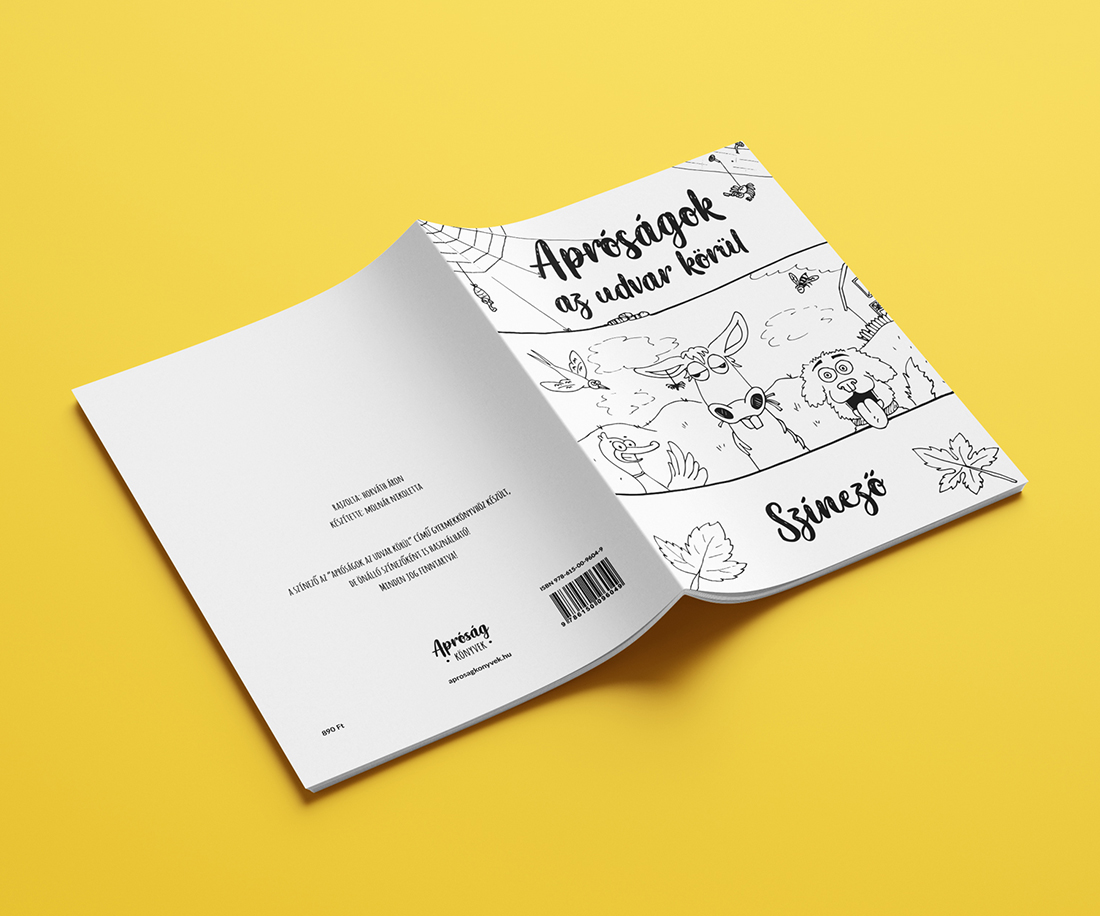 Apróságok
az udvar körül
Színező
RAJZOLTA: HORVÁTH ÁRON
KÉSZÍTETTE: MOLNÁR NIKOLETTA
A SZÍNEZŐ AZ "APRÓSÁGOK AZ UDVAR KÖRÜL" CÍMŰ GYERMEKKÖNYVHÖZ KÉSZÜLT,
DE ÖNÁLLÓ SZÍNEZŐKÉNT IS HASZNÁLHATÓ!
MINDEN JOG FENNTARTVA!
ISBN 978-615-00-9604-9
9 786150 096049
Apróság
• KÖNYVEK •
aprosagkonyvek.hu
890 Ft